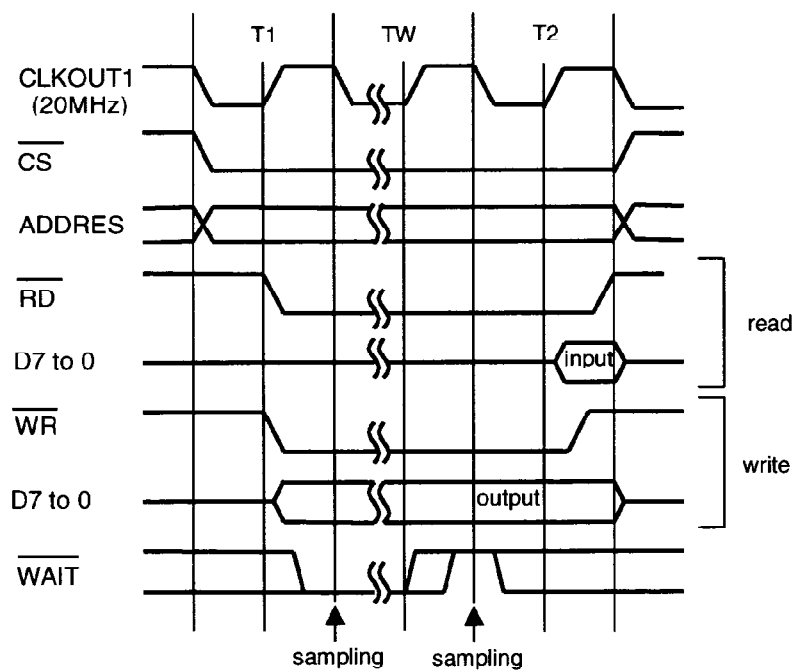 T1 TW T2
CLKOUT1
(20MHz)
CS
ADDRES
RD
read
D7 to 0
input
WR
write
D7 to 0
output
WAIT
sampling sampling